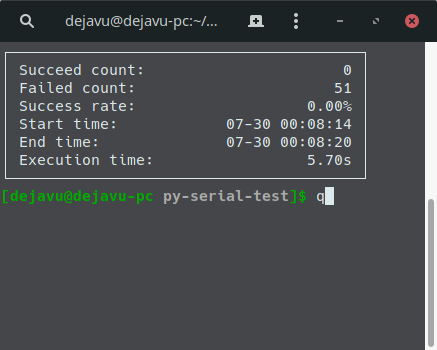 dejavu@dejavu-pc:~/...
Succeed count: 0
Failed count: 51
Success rate: 0.00%
Start time: 07-30 00:08:14
End time: 07-30 00:08:20
Execution time: 5.70s
[dejavu@dejavu-pc py-serial-test]$ q